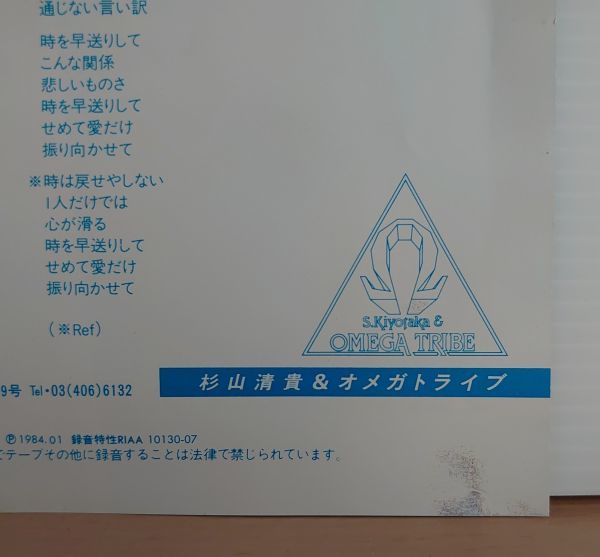 通じない言い訳
時を早送りして
こんな関係
悲しいものさ
時を早送りして
せめて愛だけ
振り向かせて
※時は戻せやしない
1人だけでは
心が滑る
時を早送りして
せめて愛だけ
振り向かせて
(※Ref)
S.Kiyotaka &
OMEGA TRIBE
9号 Tel・03(406)6132
杉山清貴&オメガトライブ
Ⓟ1984.01 録音特性RIAA 10130-07
てテープその他に録音することは法律で禁じられています。